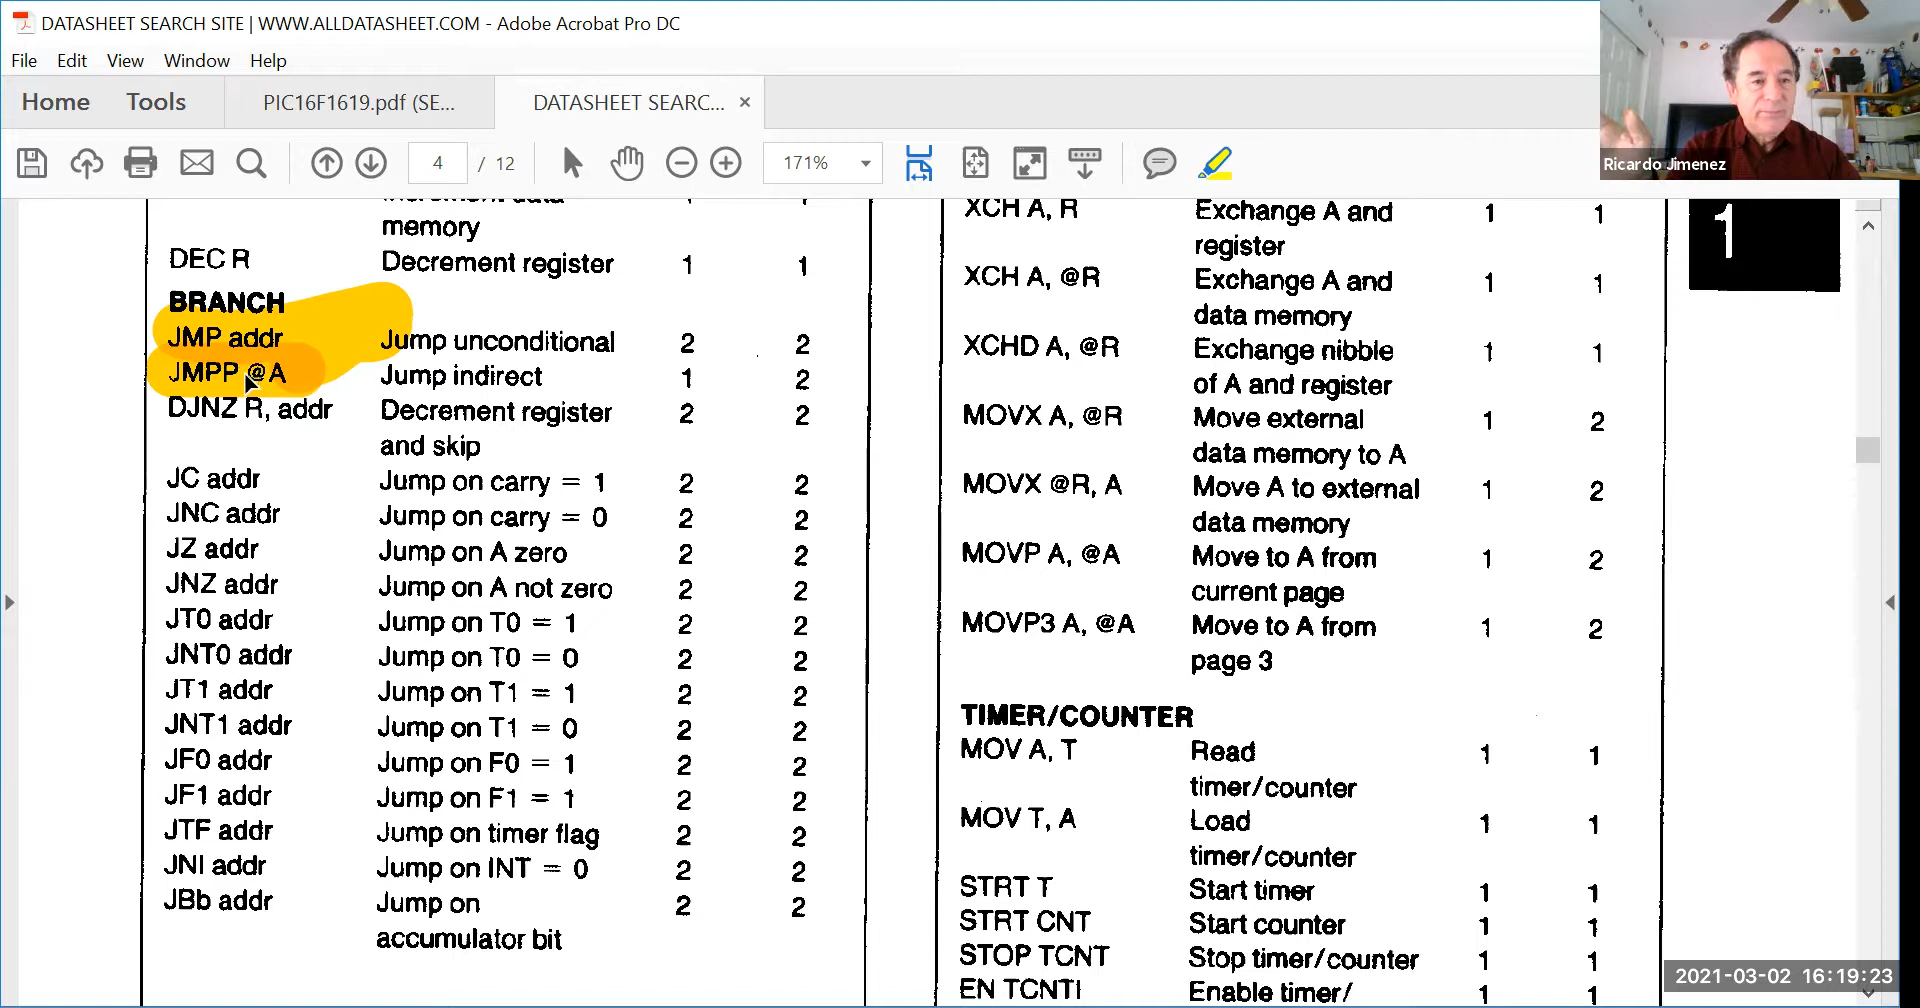 DATASHEET SEARCH SITE | WWW.ALLDATASHEET.COM - Adobe Acrobat Pro DC
File Edit View Window Help
Home Tools PIC16F1619.pdf (SE... DATASHEET SEARC... ×
4 / 12 171%
Ricardo Jimenez
memory
DEC R Decrement register 1 1
BRANCH
JMP addr Jump unconditional 2 2
JMPP @A Jump indirect 1 2
DJNZ R, addr Decrement register 2 2
and skip
JC addr Jump on carry = 1 2 2
JNC addr Jump on carry = 0 2 2
JZ addr Jump on A zero 2 2
JNZ addr Jump on A not zero 2 2
JT0 addr Jump on T0 = 1 2 2
JNT0 addr Jump on T0 = 0 2 2
JT1 addr Jump on T1 = 1 2 2
JNT1 addr Jump on T1 = 0 2 2
JF0 addr Jump on F0 = 1 2 2
JF1 addr Jump on F1 = 1 2 2
JTF addr Jump on timer flag 2 2
JNI addr Jump on INT = 0 2 2
JBb addr Jump on 2 2
accumulator bit
XCH A, R Exchange A and 1 1
register
XCH A, @R Exchange A and 1 1
data memory
XCHD A, @R Exchange nibble 1 1
of A and register
MOVX A, @R Move external 1 2
data memory to A
MOVX @R, A Move A to external 1 2
data memory
MOVP A, @A Move to A from 1 2
current page
MOVP3 A, @A Move to A from 1 2
page 3
TIMER/COUNTER
MOV A, T Read 1 1
timer/counter
MOV T, A Load 1 1
timer/counter
STRT T Start timer 1 1
STRT CNT Start counter 1 1
STOP TCNT Stop timer/counter 1 1
EN TCNTI Enable timer/ 1 1
1
2021-03-02 16:19:23